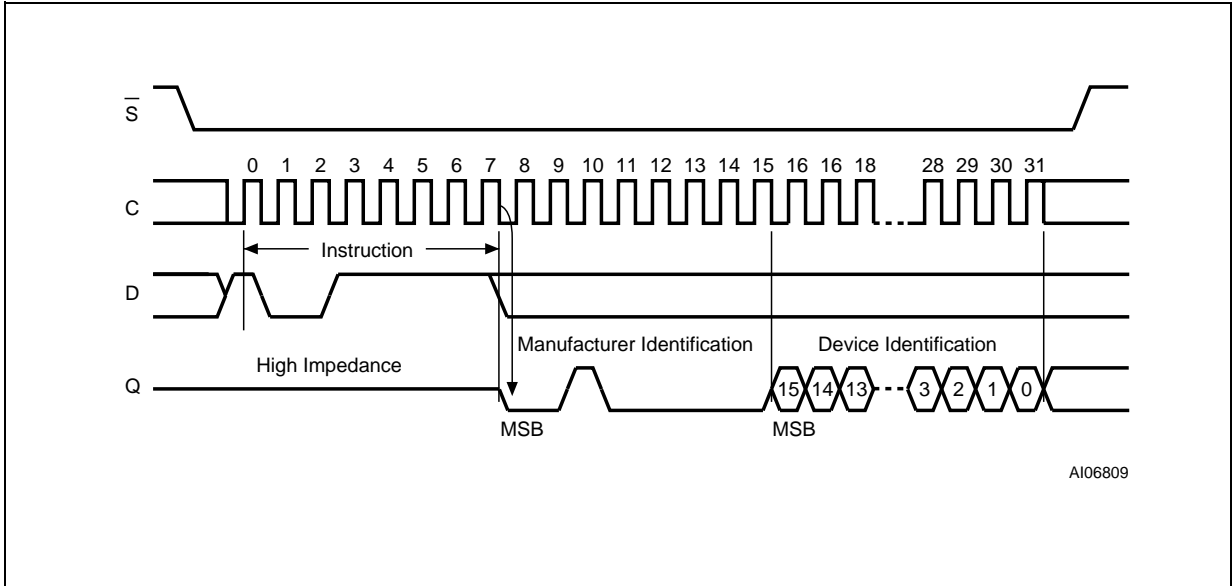 S
0 1 2 3 4 5 6 7 8 9 10 11 12 13 14 15 16 16 18 28 29 30 31
C
Instruction
D
Manufacturer Identification Device Identification
High Impedance
Q 15 14 13 3 2 1 0
MSB MSB
AI06809